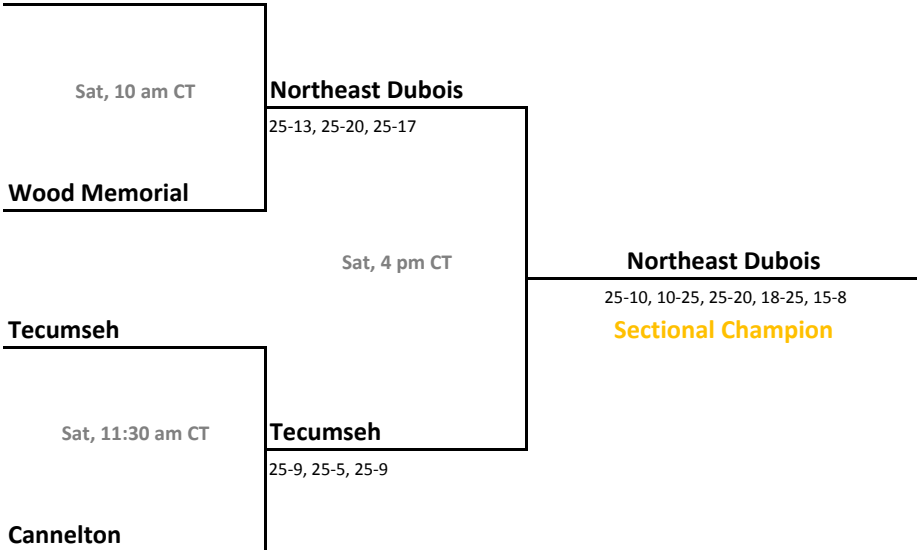 Sat, 10 am CT
Northeast Dubois
25-13, 25-20, 25-17
Wood Memorial
Sat, 4 pm CT
Northeast Dubois
25-10, 10-25, 25-20, 18-25, 15-8
Sectional Champion
Tecumseh
Sat, 11:30 am CT
Tecumseh
25-9, 25-5, 25-9
Cannelton